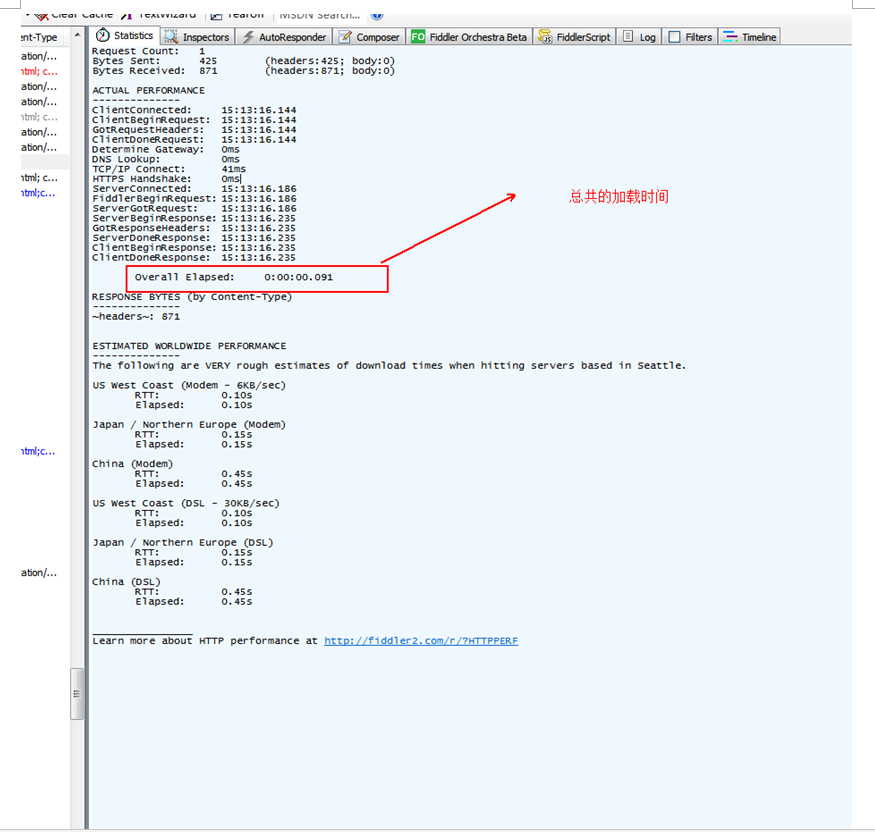 Clear Cache TextWizard Tearoff MSDN Search...
ent-Type
Statistics Inspectors AutoResponder Composer FO Fiddler Orchestra Beta FiddlerScript Log Filters Timeline
ation/...
html; c...
ation/...
ation/...
html; c...
ation/...
ation/...
html; c...
html;c...
html;c...
ation/...
Request Count: 1
Bytes Sent: 425 (headers:425; body:0)
Bytes Received: 871 (headers:871; body:0)
ACTUAL PERFORMANCE
--------------
ClientConnected: 15:13:16.144
ClientBeginRequest: 15:13:16.144
GotRequestHeaders: 15:13:16.144
ClientDoneRequest: 15:13:16.144
Determine Gateway: 0ms
DNS Lookup: 0ms
TCP/IP Connect: 41ms
HTTPS Handshake: 0ms
ServerConnected: 15:13:16.186
FiddlerBeginRequest: 15:13:16.186
ServerGotRequest: 15:13:16.186
ServerBeginResponse: 15:13:16.235
GotResponseHeaders: 15:13:16.235
ServerDoneResponse: 15:13:16.235
ClientBeginResponse: 15:13:16.235
ClientDoneResponse: 15:13:16.235
总共的加载时间
Overall Elapsed: 0:00:00.091
RESPONSE BYTES (by Content-Type)
--------------
~headers~: 871
ESTIMATED WORLDWIDE PERFORMANCE
--------------
The following are VERY rough estimates of download times when hitting servers based in Seattle.
US West Coast (Modem - 6KB/sec)
RTT: 0.10s
Elapsed: 0.10s
Japan / Northern Europe (Modem)
RTT: 0.15s
Elapsed: 0.15s
China (Modem)
RTT: 0.45s
Elapsed: 0.45s
US West Coast (DSL - 30KB/sec)
RTT: 0.10s
Elapsed: 0.10s
Japan / Northern Europe (DSL)
RTT: 0.15s
Elapsed: 0.15s
China (DSL)
RTT: 0.45s
Elapsed: 0.45s
Learn more about HTTP performance at http://fiddler2.com/r/?HTTPPERF